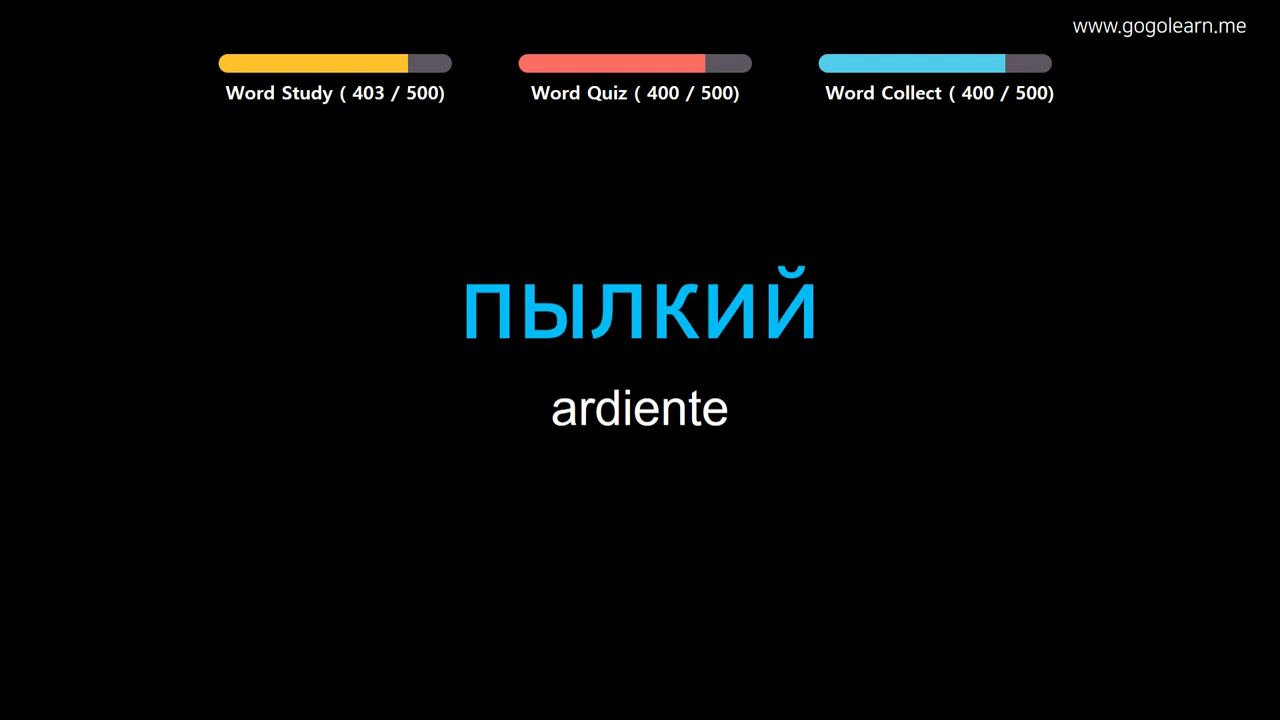 www.gogolearn.me
Word Study ( 403 / 500)
Word Quiz ( 400 / 500)
Word Collect ( 400 / 500)
пылкий
ardiente